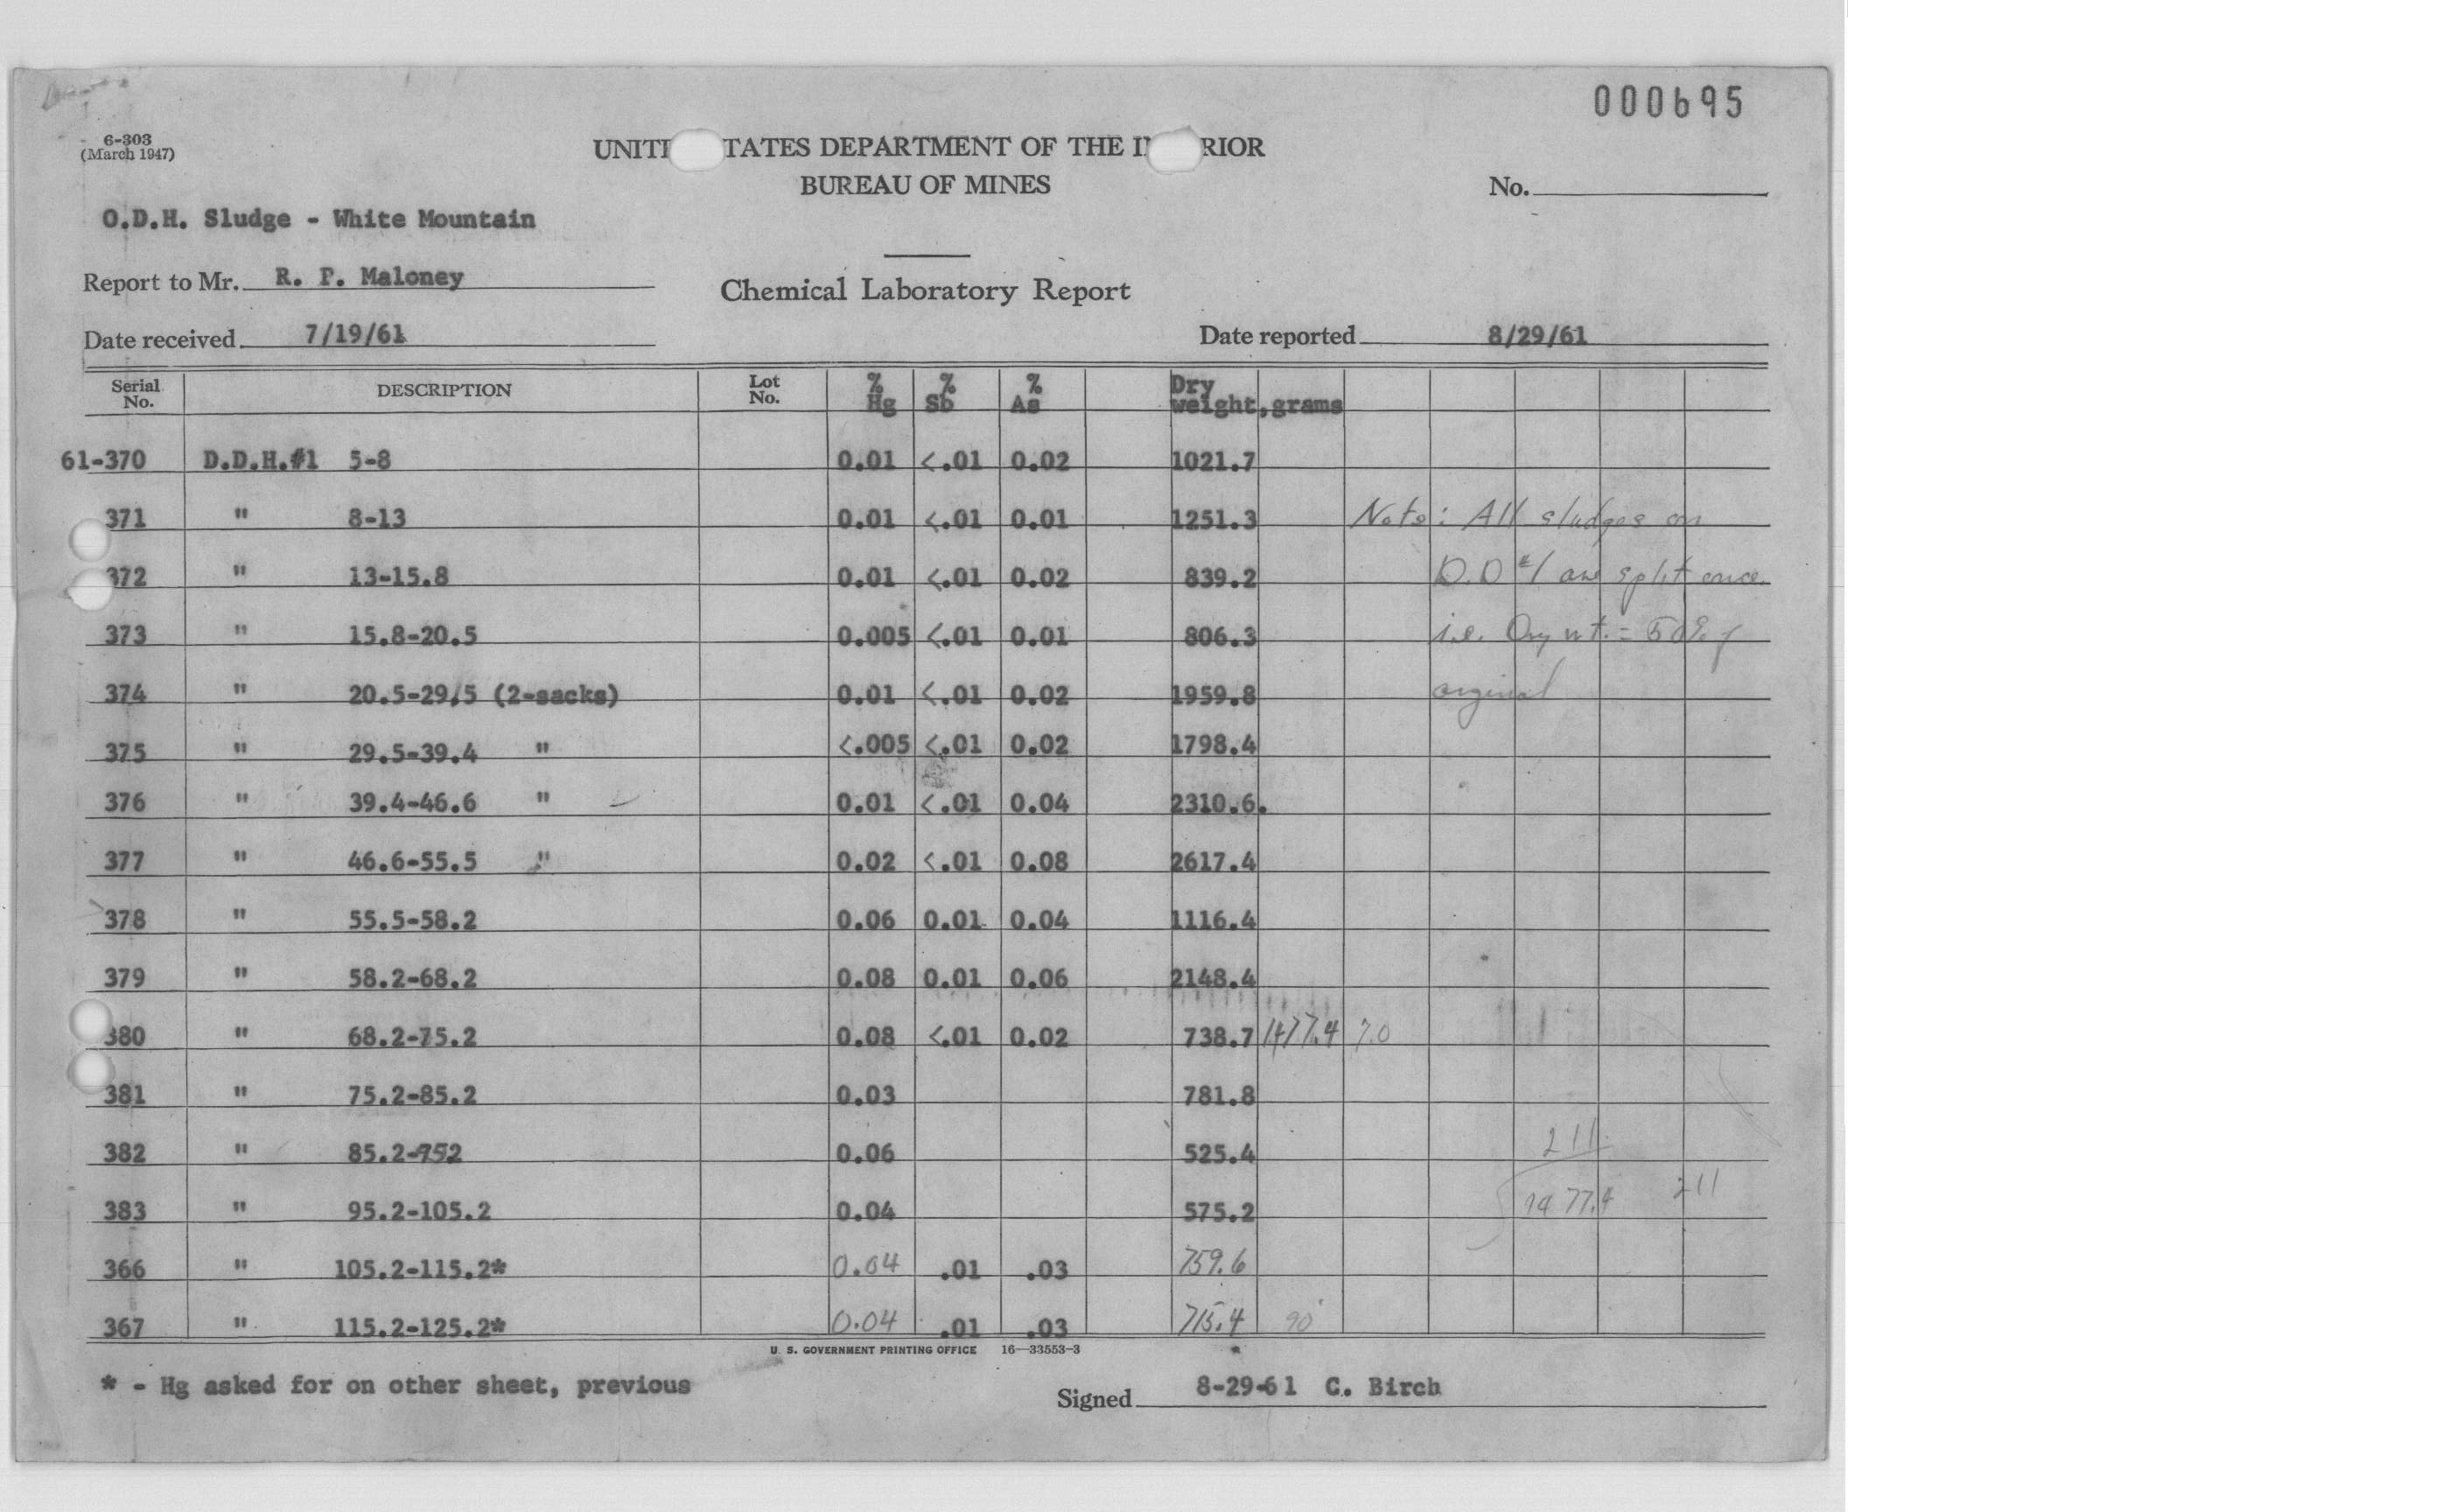 000695
6-303
(March 1947)
UNITE STATES DEPARTMENT OF THE INTERIOR
BUREAU OF MINES
No.
O.D.H. Sludge - White Mountain
Report to Mr. R. P. Maloney
Chemical Laboratory Report
Date received 7/19/61
Date reported 8/29/61
Serial No. DESCRIPTION Lot No. % Hg % Sb % As Dry weight, grams
61-370 D.D.H.#1 5-8 0.01 <.01 0.02 1021.7
371 " 8-13 0.01 <.01 0.01 1251.3 Note: All sludges on
372 " 13-15.8 0.01 <.01 0.02 839.2 D.D #1 are split once.
373 " 15.8-20.5 0.005 <.01 0.01 806.3 i.e. Dry wt. = 50% of
374 " 20.5-29.5 (2-sacks) 0.01 <.01 0.02 1959.8 orginal
375 " 29.5-39.4 " <.005 <.01 0.02 1798.4
376 " 39.4-46.6 " 0.01 <.01 0.04 2310.6.
377 " 46.6-55.5 " 0.02 <.01 0.08 2617.4
378 " 55.5-58.2 0.06 0.01 0.04 1116.4
379 " 58.2-68.2 0.08 0.01 0.06 2148.4
380 " 68.2-75.2 0.08 <.01 0.02 738.7 1477.4 7.0
381 " 75.2-85.2 0.03 781.8
382 " 85.2-952 0.06 525.4 211
383 " 95.2-105.2 0.04 575.2 1477.4 211
366 " 105.2-115.2* 0.04 .01 .03 759.6
367 " 115.2-125.2* 0.04 .01 .03 715.4 90
U. S. GOVERNMENT PRINTING OFFICE 16—33553-3
* - Hg asked for on other sheet, previous
Signed 8-29-61 C. Birch